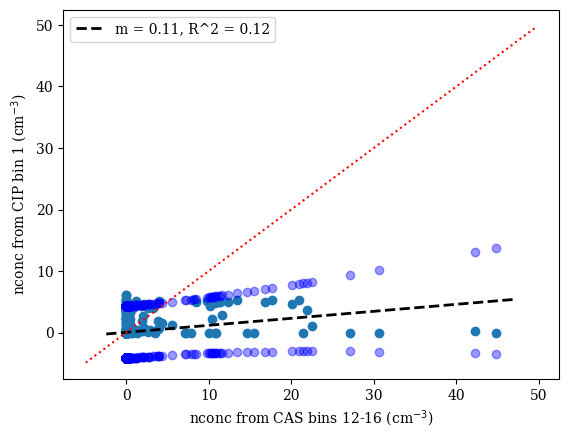 m = 0.11, R^2 = 0.12
nconc from CIP bin 1 (cm⁻³)
50
40
30
20
10
0
0 10 20 30 40 50
nconc from CAS bins 12-16 (cm⁻³)